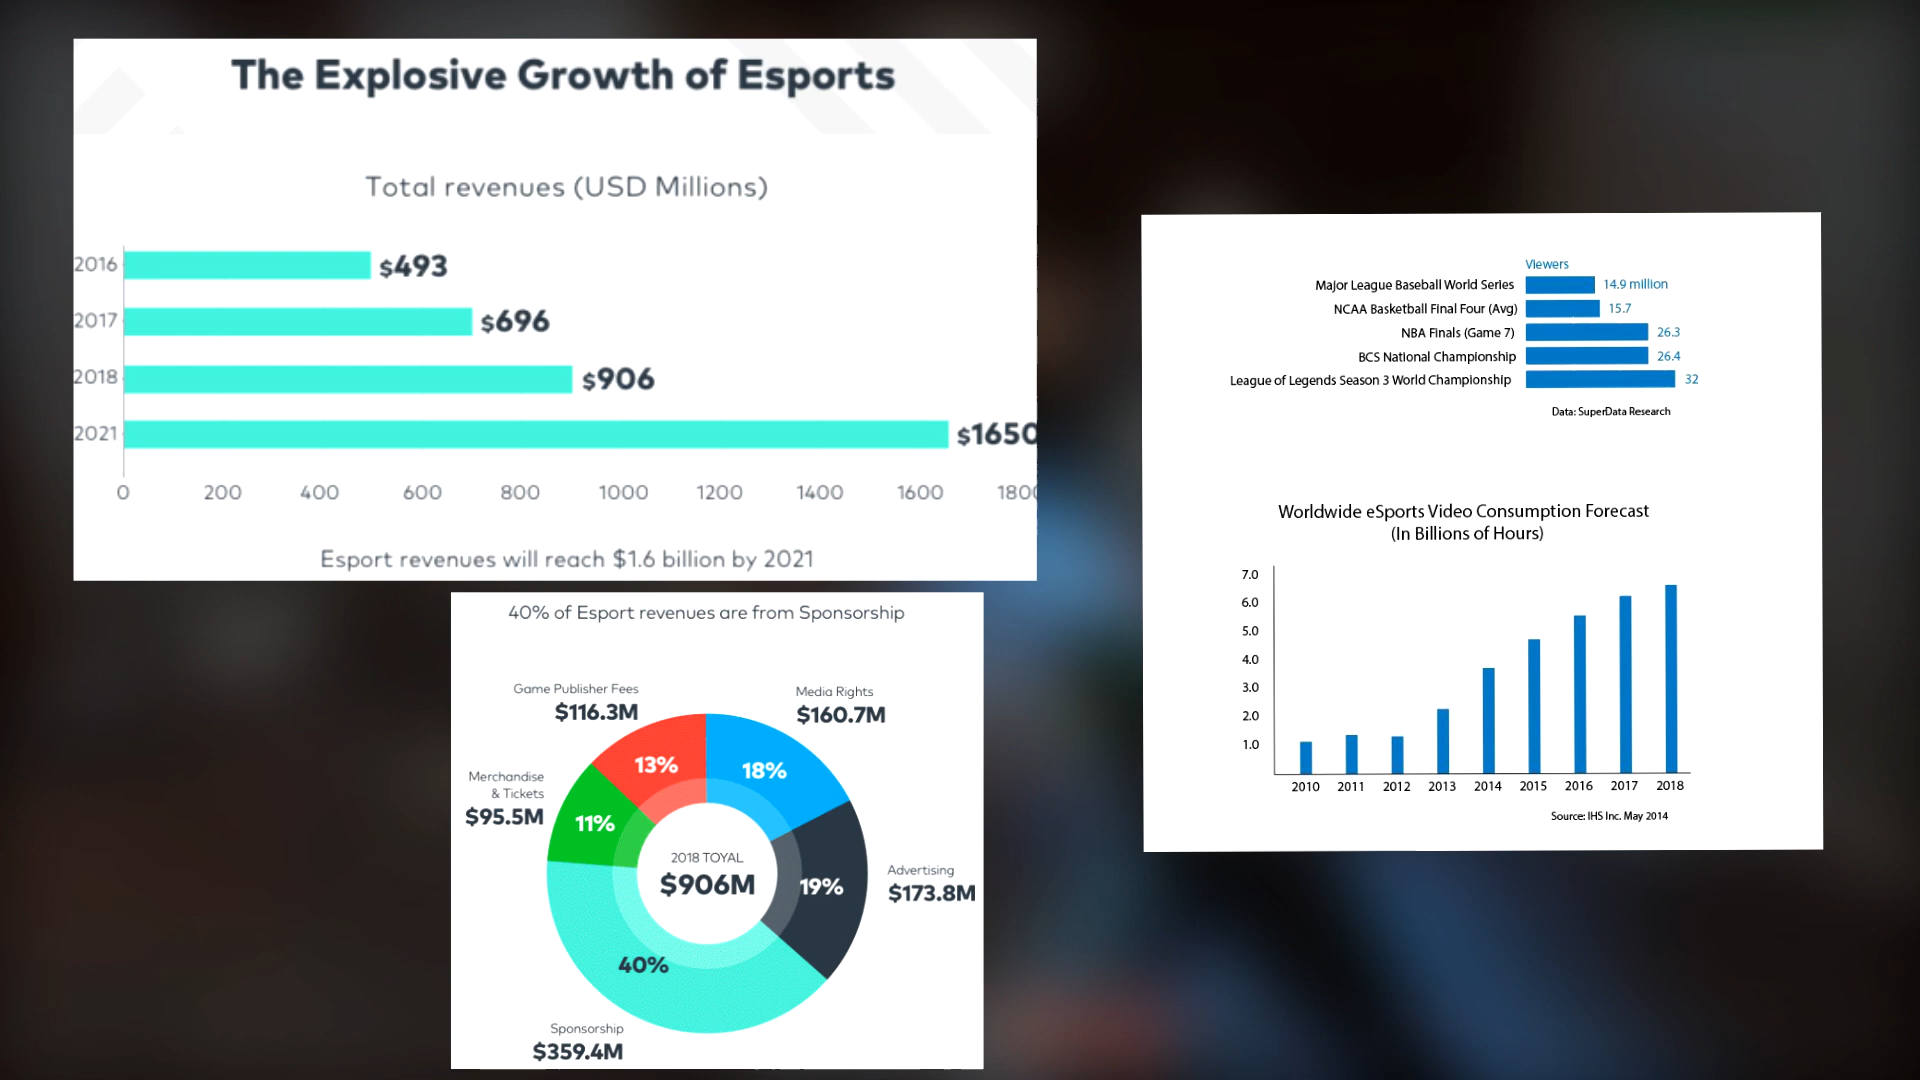 The Explosive Growth of Esports
Total revenues (USD Millions)
2016 $493
2017 $696
2018 $906
2021 $1650
0 200 400 600 800 1000 1200 1400 1600 1800
Esport revenues will reach $1.6 billion by 2021
40% of Esport revenues are from Sponsorship
Game Publisher Fees
$116.3M
Media Rights
$160.7M
13%
18%
Merchandise
& Tickets
$95.5M
11%
2018 TOYAL
$906M
19%
Advertising
$173.8M
40%
Sponsorship
$359.4M
Viewers
Major League Baseball World Series 14.9 million
NCAA Basketball Final Four (Avg) 15.7
NBA Finals (Game 7) 26.3
BCS National Championship 26.4
League of Legends Season 3 World Championship 32
Data: SuperData Research
Worldwide eSports Video Consumption Forecast
(In Billions of Hours)
7.0
6.0
5.0
4.0
3.0
2.0
1.0
2010 2011 2012 2013 2014 2015 2016 2017 2018
Source: IHS Inc. May 2014